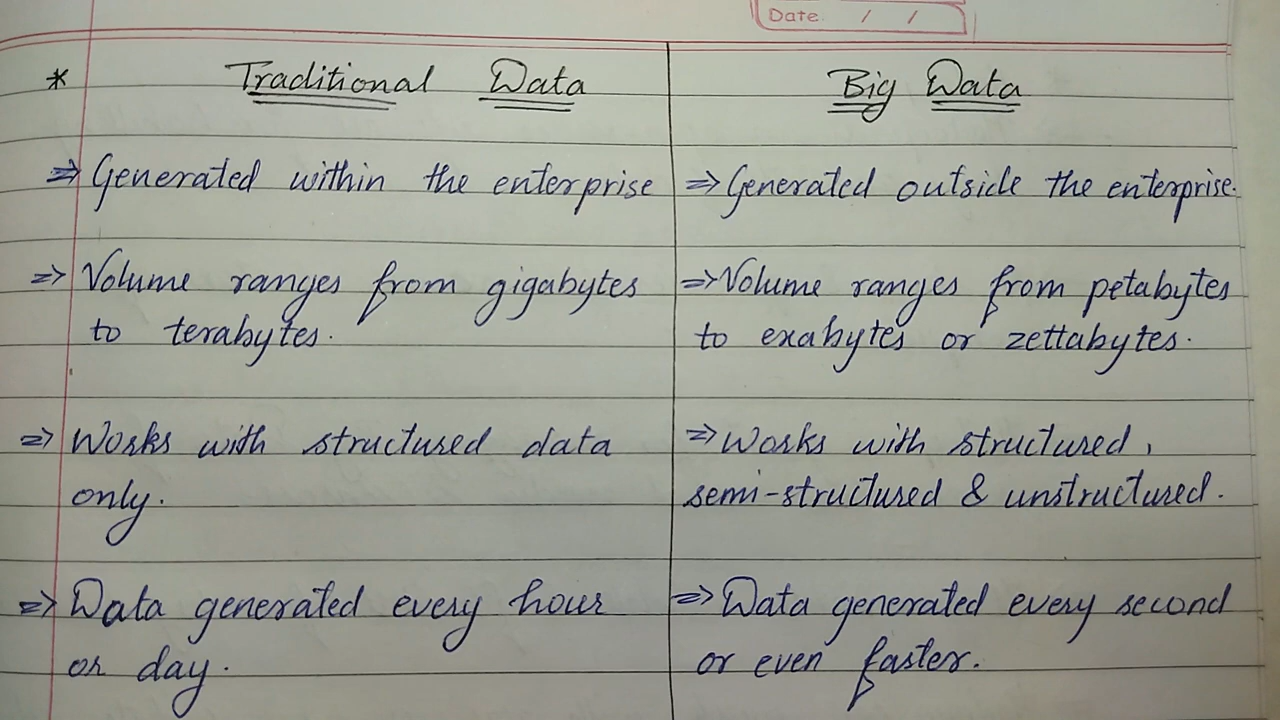 Date / /
* Traditional Data
⇒ Generated within the enterprise
⇒ Volume ranges from gigabytes
to terabytes.
⇒ Works with structured data
only.
⇒ Data generated every hour
or day.
Big Data
⇒ Generated outside the enterprise.
⇒ Volume ranges from petabytes
to exabytes or zettabytes.
⇒ Works with structured,
semi-structured & unstructured.
⇒ Data generated every second
or even faster.